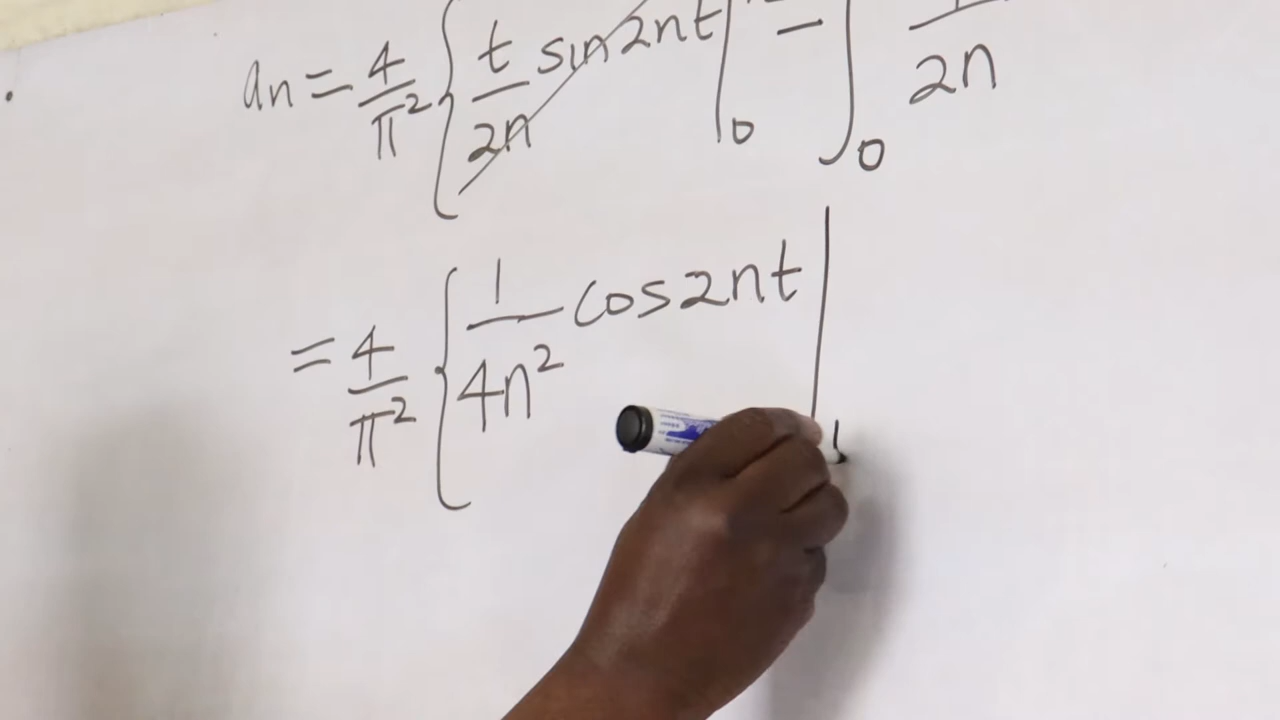 an = 4/π² { t/2n sin2nt |₀ − ∫₀ 1/2n
= 4/π² { 1/4n² cos2nt |